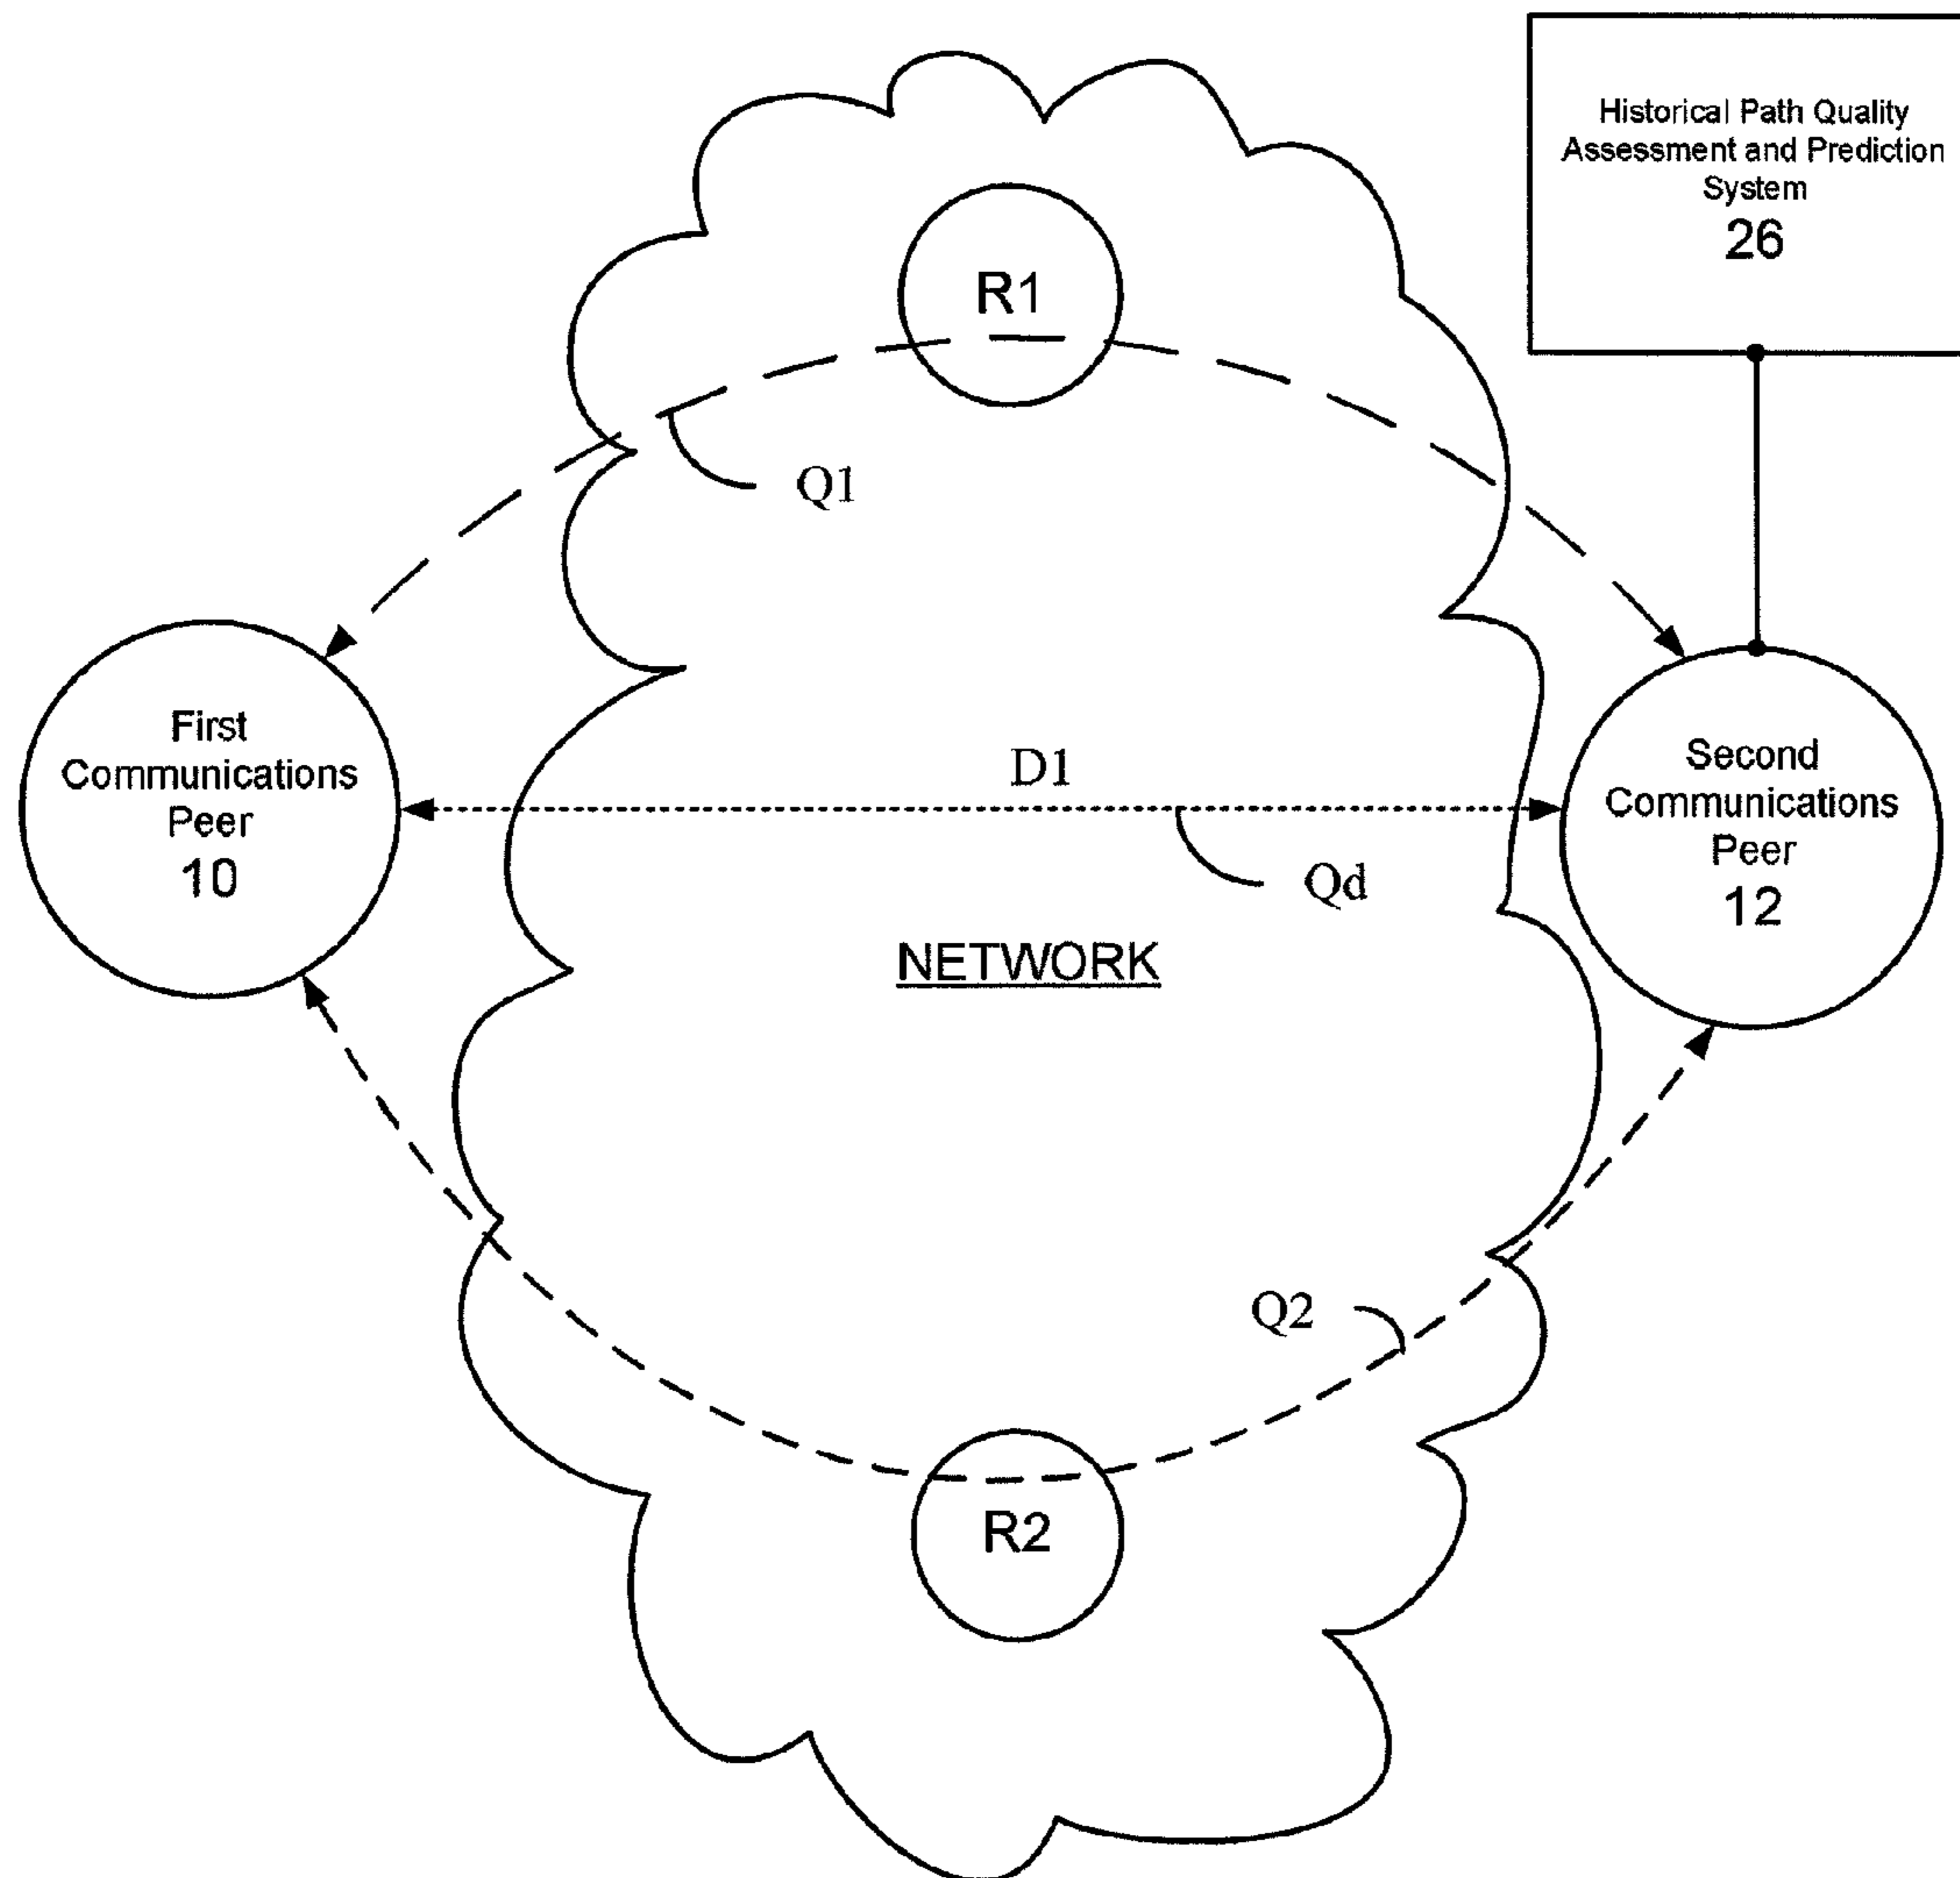 Historical Path Quality
Assessment and Prediction
System
26
R1
Q1
First
Communications
Peer
10
D1
Qd
Second
Communications
Peer
12
NETWORK
Q2
R2